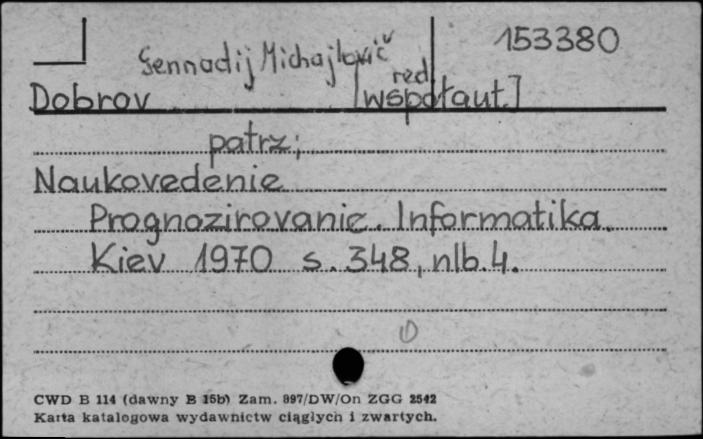 153380
Gennadij Michajlovič
red.
Dobrov [współaut.]
patrz;
Naukovedenie
Prognozirovanie. Informatika.
Kiev 1970 s. 348, nlb. 4.
CWD B 114 (dawny B 15b) Zam. 897/DW/On ZGG 2542
Karta katalogowa wydawnictw ciągłych i zwartych.